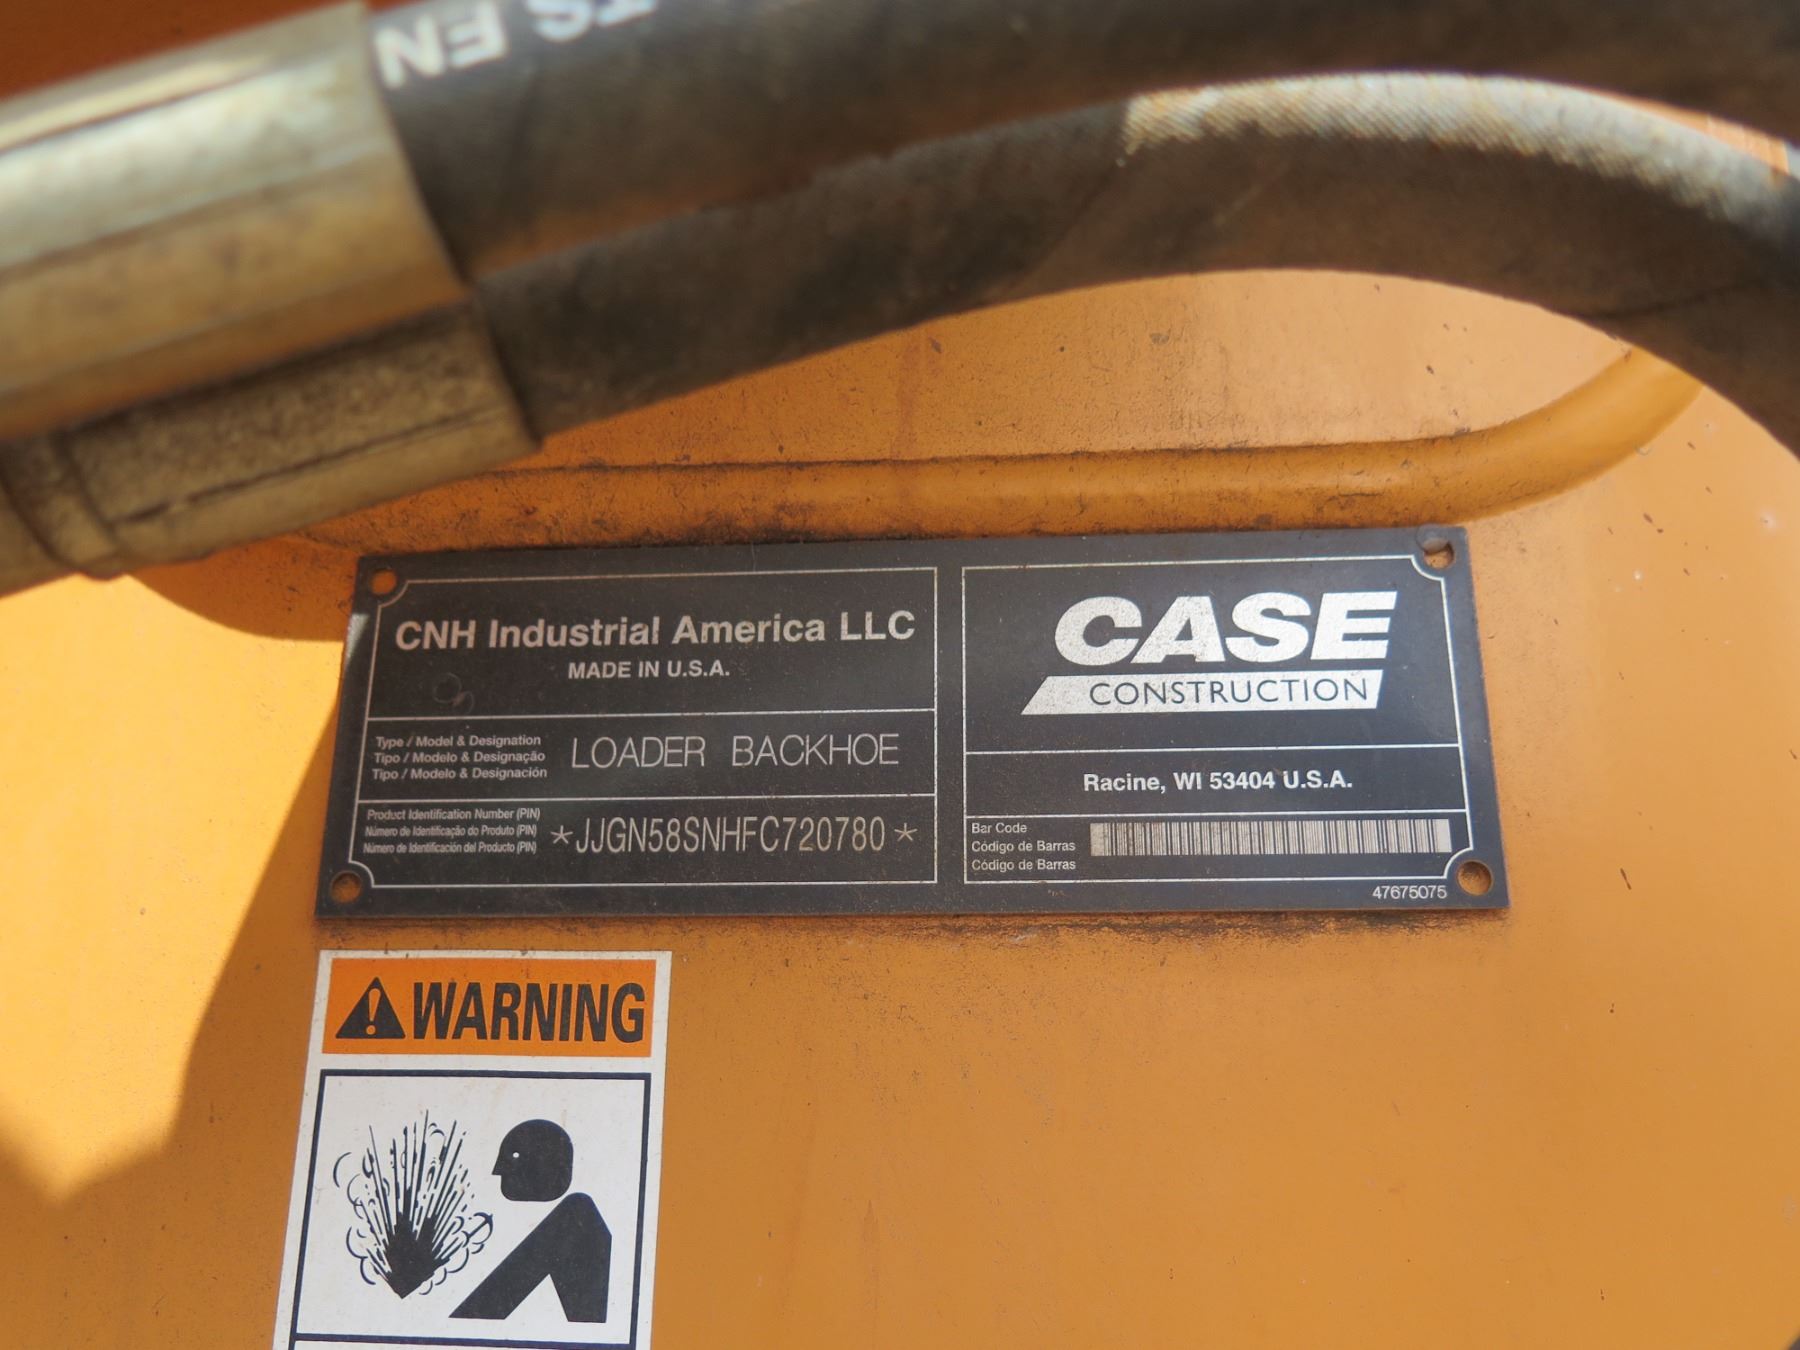 TS EN
CNH Industrial America LLC
MADE IN U.S.A.
Type / Model & Designation
Tipo / Modelo & Designação
Tipo / Modelo & Designación
LOADER BACKHOE
Product Identification Number (PIN)
Número de Identificação do Produto (PIN)
Número de Identificación del Producto (PIN)
*JJGN58SNHFC720780*
CASE
CONSTRUCTION
Racine, WI 53404 U.S.A.
Bar Code
Código de Barras
Código de Barras
47675075
WARNING